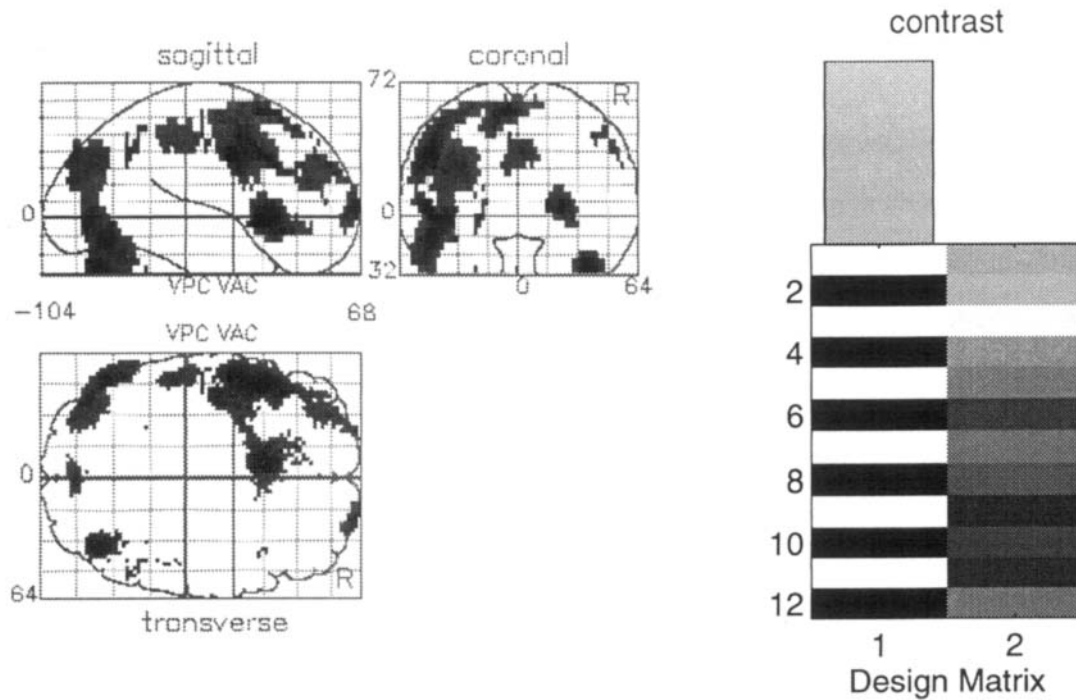 contrast
sagittal
coronal
72
R
0
0
32
VPC VAC
0
64
-104
68
VPC VAC
0
R
64
transverse
2
4
6
8
10
12
1
2
Design Matrix